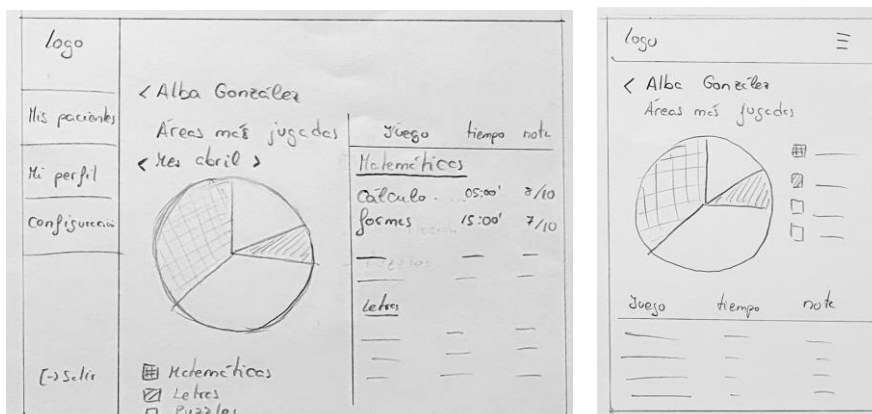 logo
Mis pacientes
Mi perfil
Configuración
[-> Salir
< Alba González
Áreas más jugadas
< Mes abril >
Matemáticas
Letras
Puzzles
Juego tiempo nota
Matemáticas
Cálculo . . . 05:00' 8/10
formas 15:00' 7/10
Letras
logo
< Alba González
Áreas más jugadas
Juego tiempo nota